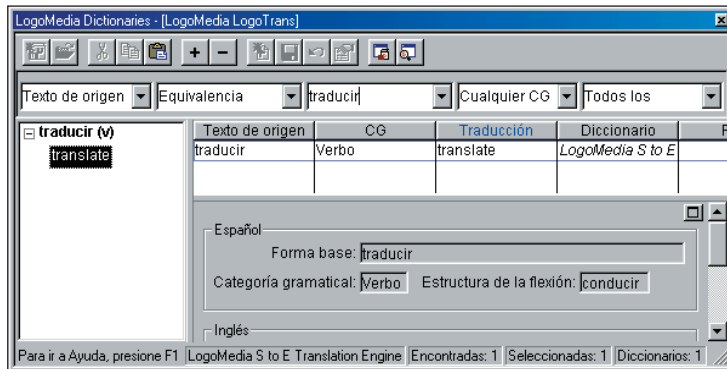 LogoMedia Dictionaries - [LogoMedia LogoTrans]
Texto de origen Equivalencia traducir Cualquier CG Todos los
traducir (v)
translate
Texto de origen CG Traducción Diccionario
traducir Verbo translate LogoMedia S to E
Español
Forma base: traducir
Categoría gramatical: Verbo Estructura de la flexión: conducir
Inglés
Para ir a Ayuda, presione F1 LogoMedia S to E Translation Engine Encontradas: 1 Seleccionadas: 1 Diccionarios: 1